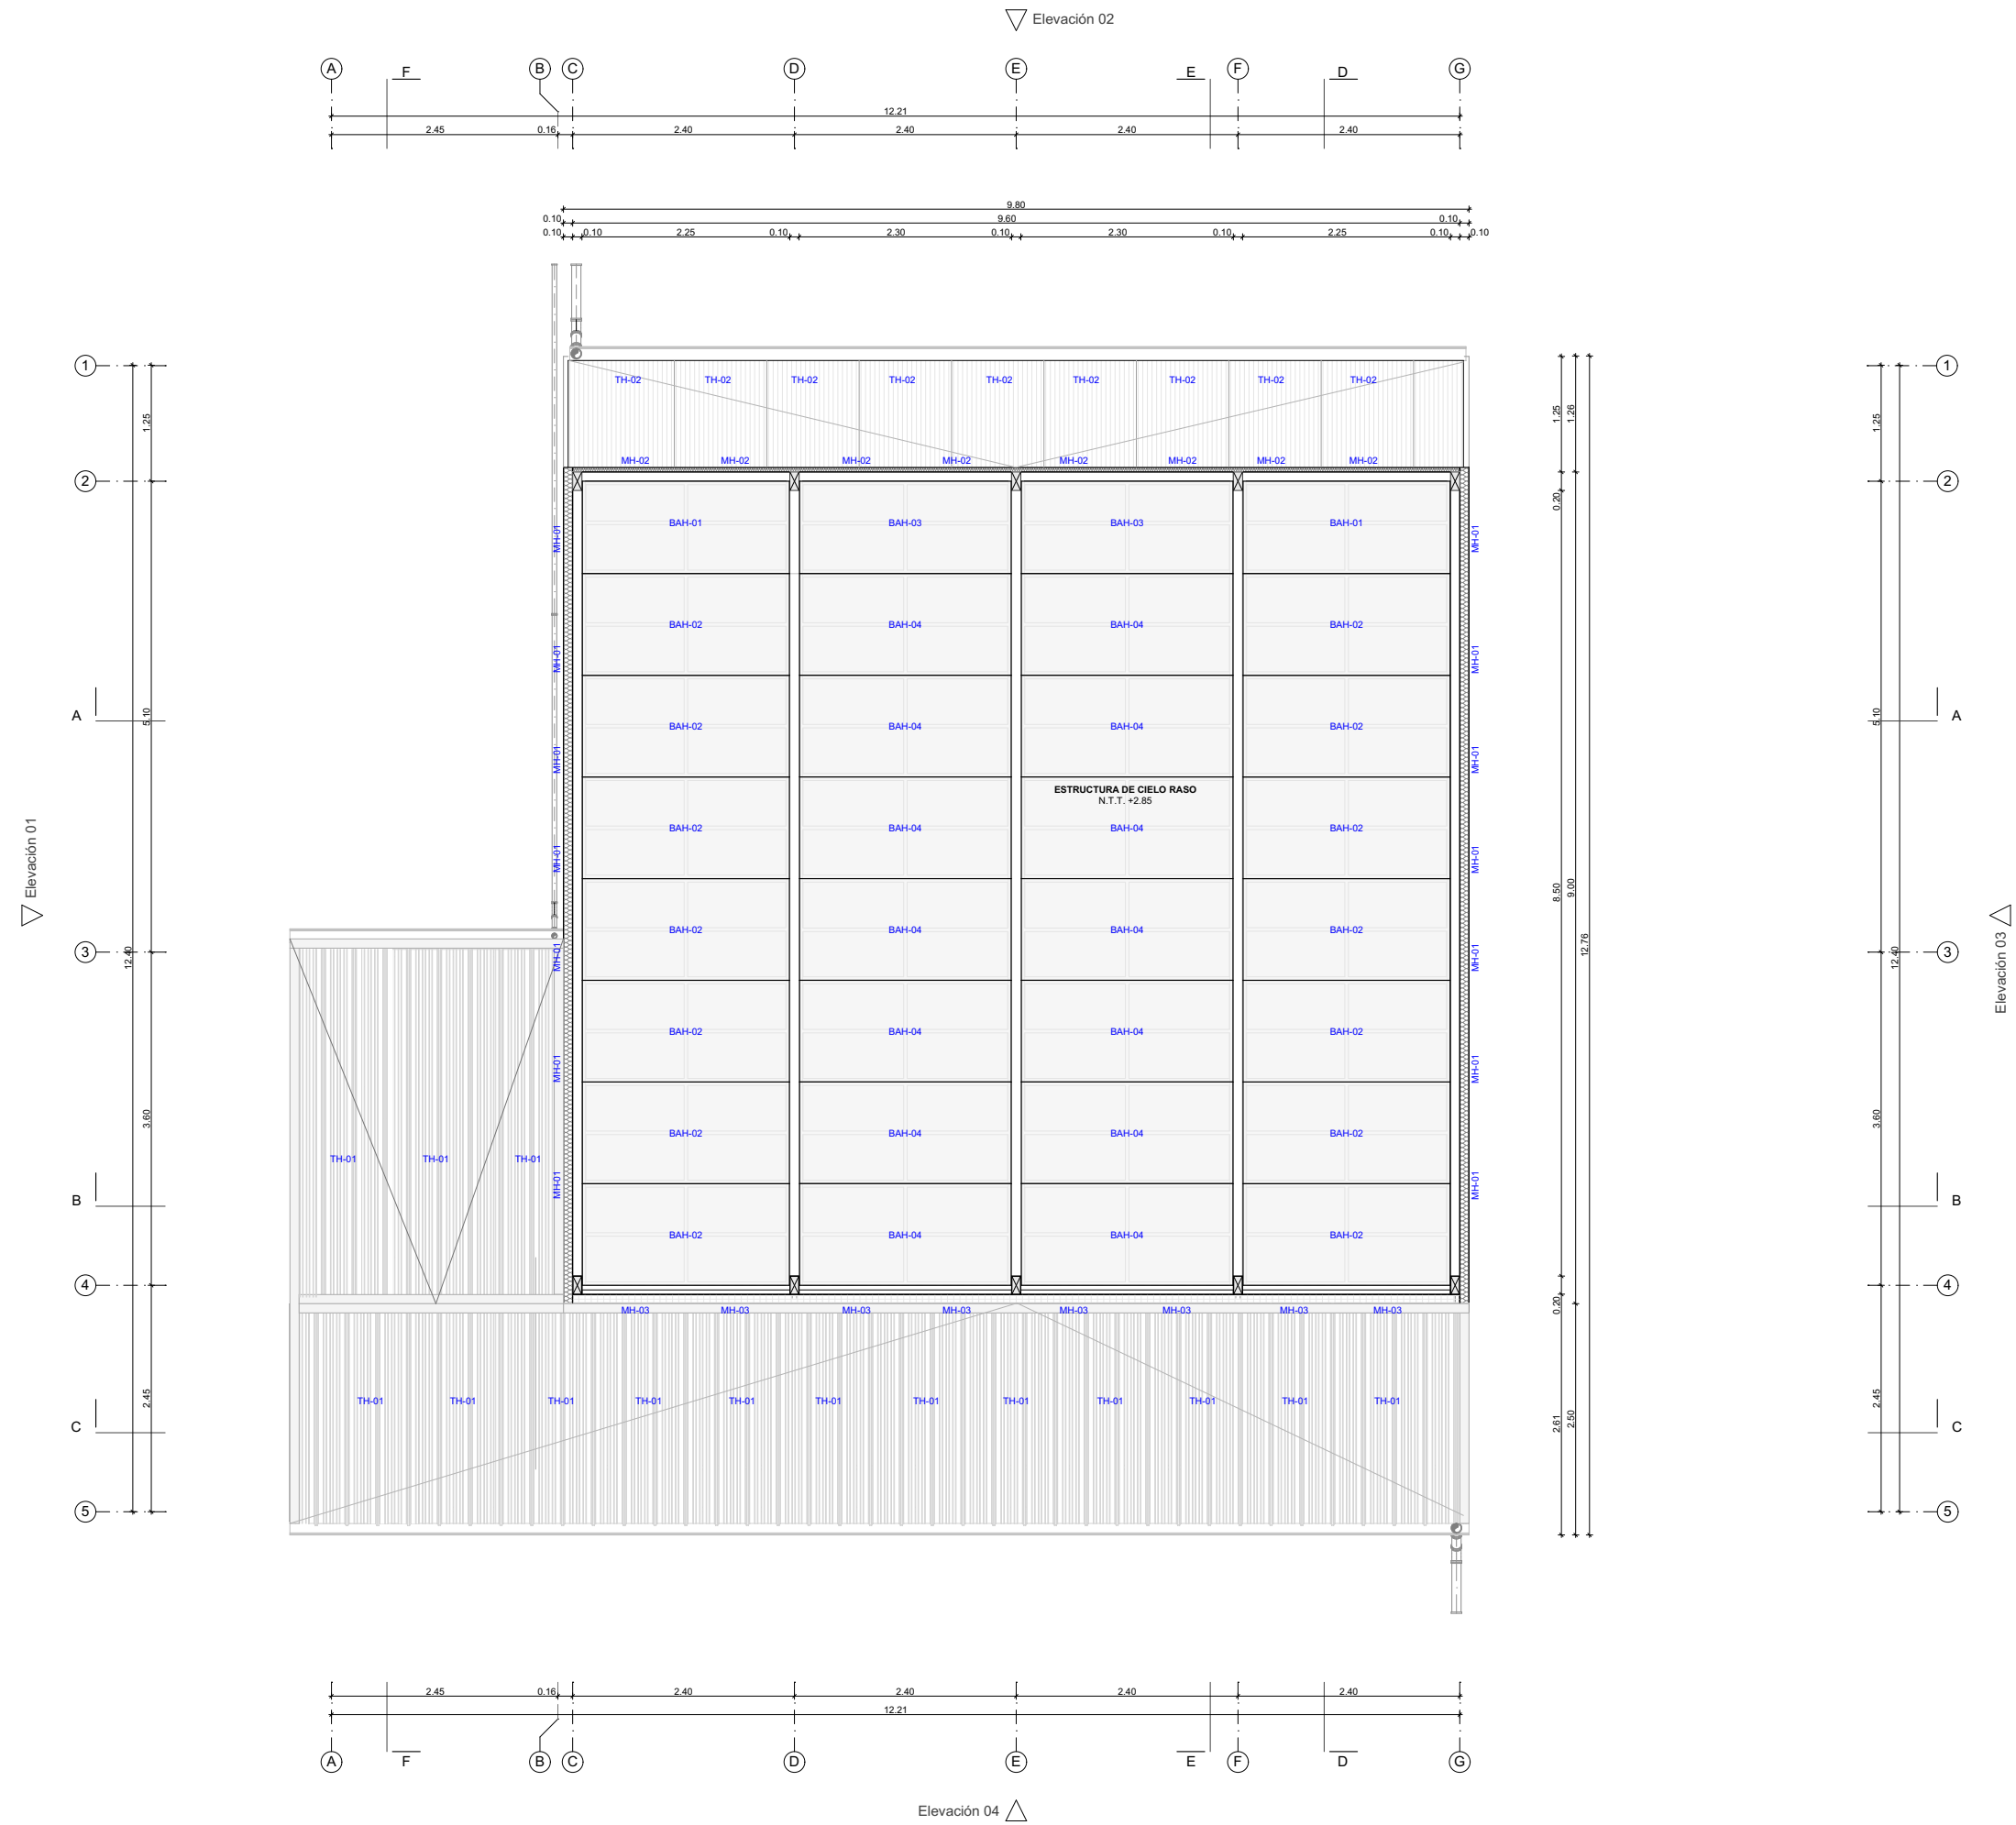 Elevación 02
A F B C D E E F D G
12.21
2.45 0.16 2.40 2.40 2.40 2.40
9.80
0.10 9.60 0.10
0.10 0.10 2.25 0.10 2.30 0.10 2.30 0.10 2.25 0.10 0.10
1 1
TH-02 TH-02 TH-02 TH-02 TH-02 TH-02 TH-02 TH-02 TH-02
1.25 1.25 1.26 1.25
MH-02 MH-02 MH-02 MH-02 MH-02 MH-02 MH-02 MH-02
2 2
0.20
BAH-01 BAH-03 BAH-03 BAH-01
MH-01 MH-01
BAH-02 BAH-04 BAH-04 BAH-02
MH-01 MH-01
A A
5.10 5.10
BAH-02 BAH-04 BAH-04 BAH-02
MH-01 MH-01
ESTRUCTURA DE CIELO RASO
N.T.T. +2.85
BAH-02 BAH-04 BAH-04 BAH-02
MH-01 MH-01
Elevación 01
8.50 9.00
BAH-02 BAH-04 BAH-04 BAH-02
12.76
3 3
12.40 12.40
MH-01 MH-01
Elevación 03
BAH-02 BAH-04 BAH-04 BAH-02
MH-01 MH-01
3.60 3.60
BAH-02 BAH-04 BAH-04 BAH-02
TH-01 TH-01 TH-01
MH-01 MH-01
B B
BAH-02 BAH-04 BAH-04 BAH-02
4 4
0.20
MH-03 MH-03 MH-03 MH-03 MH-03 MH-03 MH-03 MH-03
2.45 2.45
TH-01 TH-01 TH-01 TH-01 TH-01 TH-01 TH-01 TH-01 TH-01 TH-01 TH-01 TH-01
2.61 2.50
C C
5 5
2.45 0.16 2.40 2.40 2.40 2.40
12.21
A F B C D E E F D G
Elevación 04